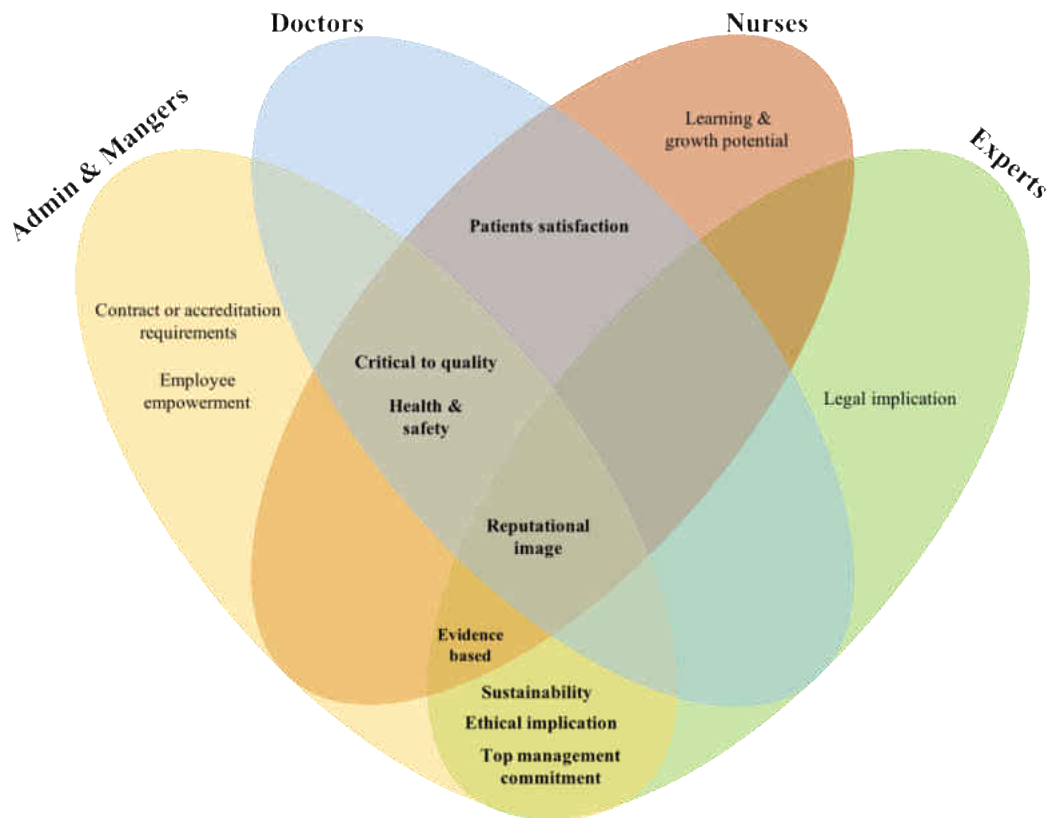 Doctors
Nurses
Admin & Mangers
Experts
Learning &
growth potential
Patients satisfaction
Contract or accreditation
requirements
Employee
empowerment
Critical to quality
Health &
safety
Legal implication
Reputational
image
Evidence
based
Sustainability
Ethical implication
Top management
commitment